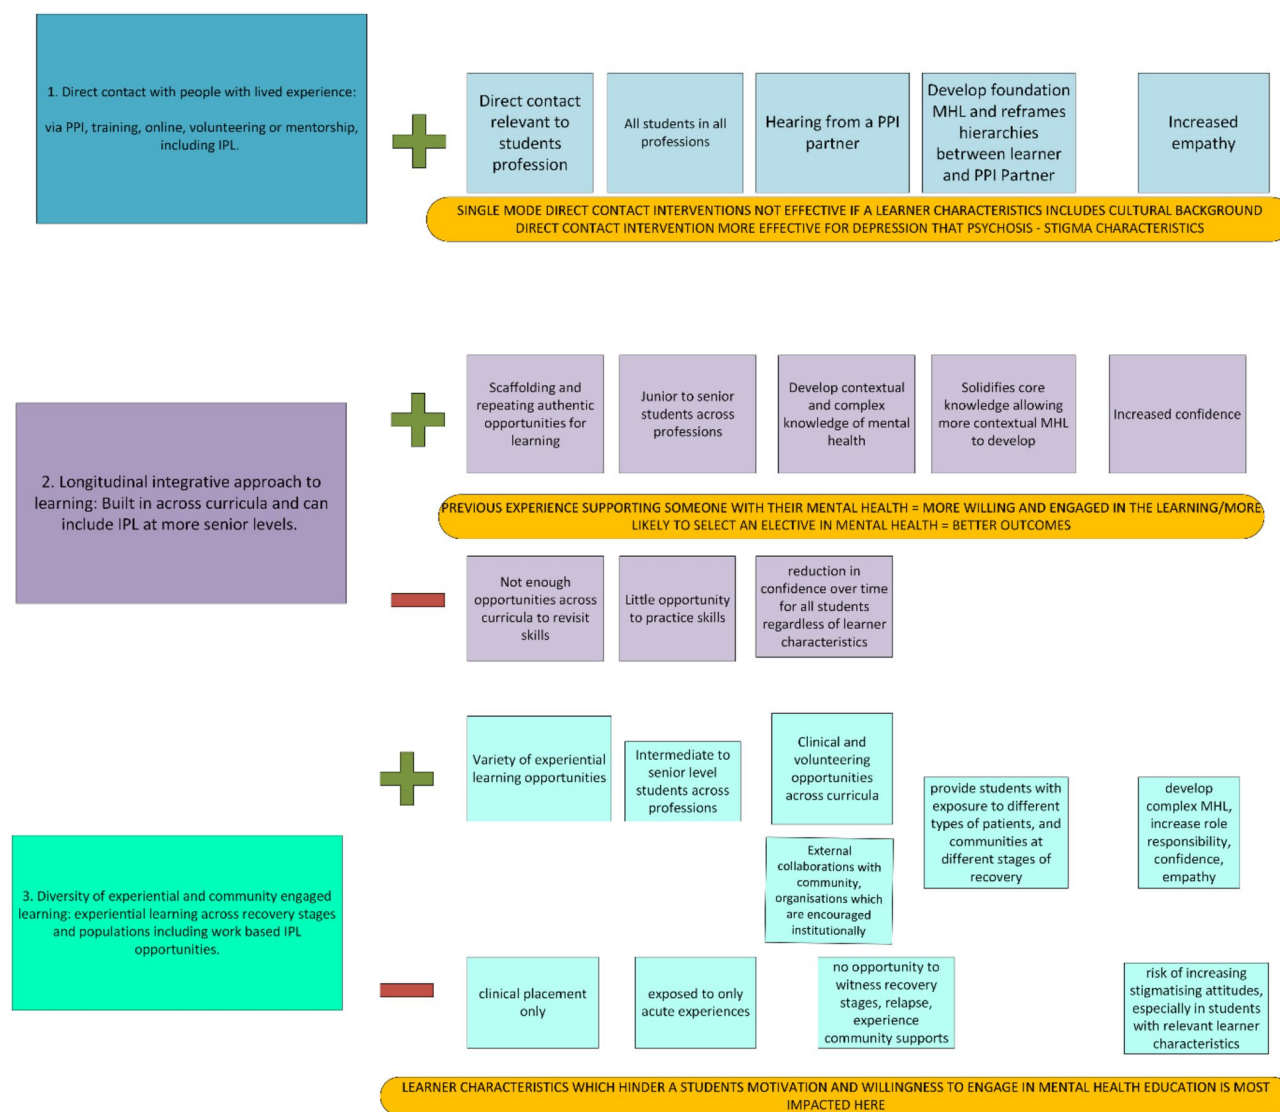 1. Direct contact with people with lived experience:
via PPI, training, online, volunteering or mentorship,
including IPL.
Direct contact
relevant to
students
profession
All students in all
professions
Hearing from a PPI
partner
Develop foundation
MHL and reframes
hierarchies
betrween learner
and PPI Partner
Increased
empathy
SINGLE MODE DIRECT CONTACT INTERVENTIONS NOT EFFECTIVE IF A LEARNER CHARACTERISTICS INCLUDES CULTURAL BACKGROUND
DIRECT CONTACT INTERVENTION MORE EFFECTIVE FOR DEPRESSION THAT PSYCHOSIS - STIGMA CHARACTERISTICS
2. Longitudinal integrative approach to
learning: Built in across curricula and can
include IPL at more senior levels.
Scaffolding and
repeating authentic
opportunities for
learning
Junior to senior
students across
professions
Develop contextual
and complex
knowledge of mental
health
Solidifies core
knowledge allowing
more contextual MHL
to develop
Increased confidence
PREVIOUS EXPERIENCE SUPPORTING SOMEONE WITH THEIR MENTAL HEALTH = MORE WILLING AND ENGAGED IN THE LEARNING/MORE
LIKELY TO SELECT AN ELECTIVE IN MENTAL HEALTH = BETTER OUTCOMES
Not enough
opportunities across
curricula to revisit
skills
Little opportunity
to practice skills
reduction in
confidence over time
for all students
regardless of learner
characteristics
3. Diversity of experiential and community engaged
learning: experiential learning across recovery stages
and populations including work based IPL
opportunities.
Variety of experiential
learning opportunities
Intermediate to
senior level
students across
professions
Clinical and
volunteering
opportunities
across curricula
External
collaborations with
community,
organisations which
are encouraged
institutionally
provide students with
exposure to different
types of patients, and
communities at
different stages of
recovery
develop
complex MHL,
increase role
responsibility,
confidence,
empathy
clinical placement
only
exposed to only
acute experiences
no opportunity to
witness recovery
stages, relapse,
experience
community supports
risk of increasing
stigmatising attitudes,
especially in students
with relevant learner
characteristics
LEARNER CHARACTERISTICS WHICH HINDER A STUDENTS MOTIVATION AND WILLINGNESS TO ENGAGE IN MENTAL HEALTH EDUCATION IS MOST
IMPACTED HERE